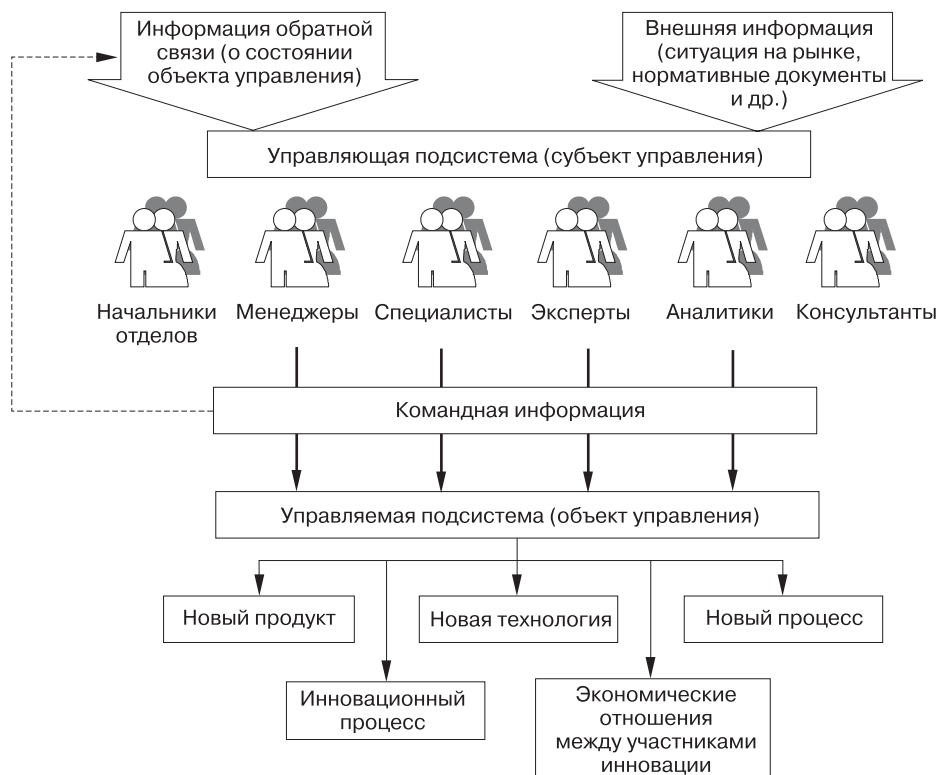 Информация обратной
связи (о состоянии
объекта управления)
Внешняя информация
(ситуация на рынке,
нормативные документы
и др.)
Управляющая подсистема (субъект управления)
Начальники
отделов
Менеджеры
Специалисты
Эксперты
Аналитики
Консультанты
Командная информация
Управляемая подсистема (объект управления)
Новый продукт
Новая технология
Новый процесс
Инновационный
процесс
Экономические
отношения
между участниками
инновации